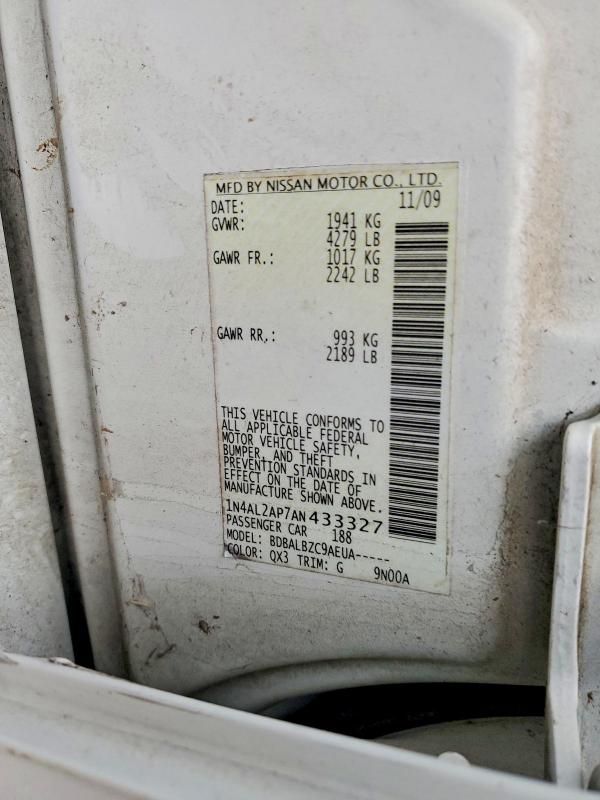 MFD BY NISSAN MOTOR CO., LTD.
DATE: 11/09
GVWR: 1941 KG
4279 LB
GAWR FR.: 1017 KG
2242 LB
GAWR RR,: 993 KG
2189 LB
THIS VEHICLE CONFORMS TO
ALL APPLICABLE FEDERAL
MOTOR VEHICLE SAFETY,
BUMPER, AND THEFT
PREVENTION STANDARDS IN
EFFECT ON THE DATE OF
MANUFACTURE SHOWN ABOVE.
1N4AL2AP7AN433327
PASSENGER CAR 188
MODEL: BDBALBZC9AEUA-----
COLOR: QX3 TRIM: G 9N00A